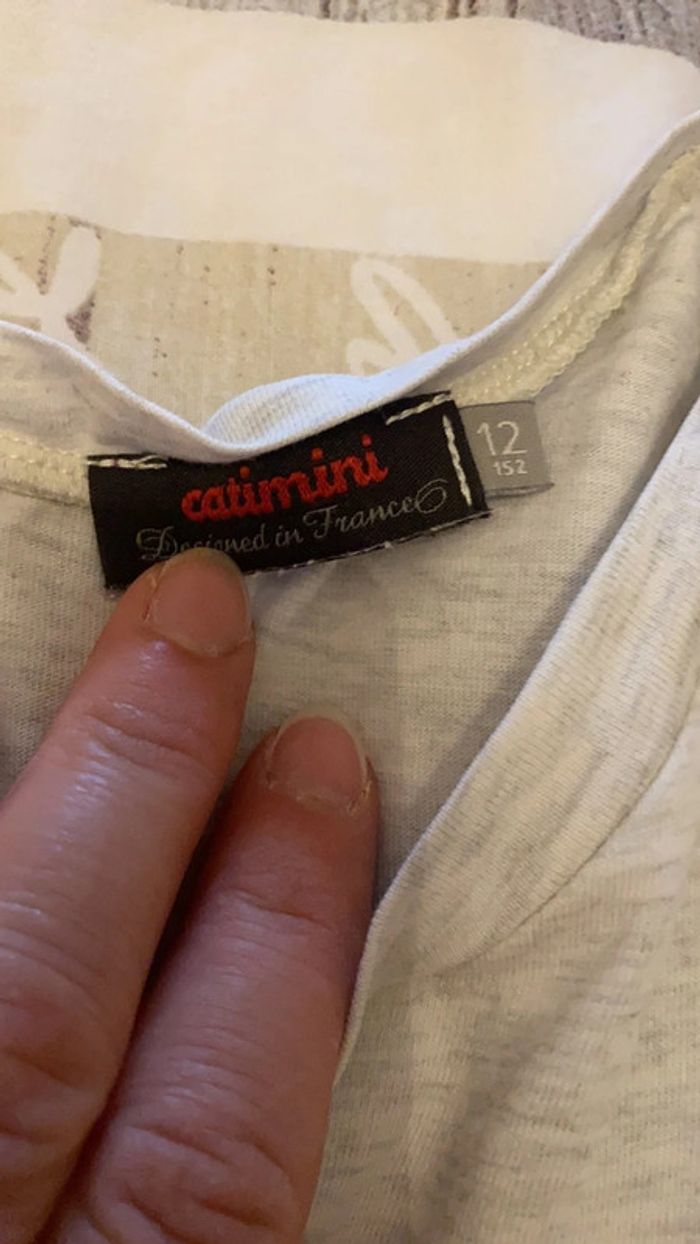 catimini
Designed in France
12
152